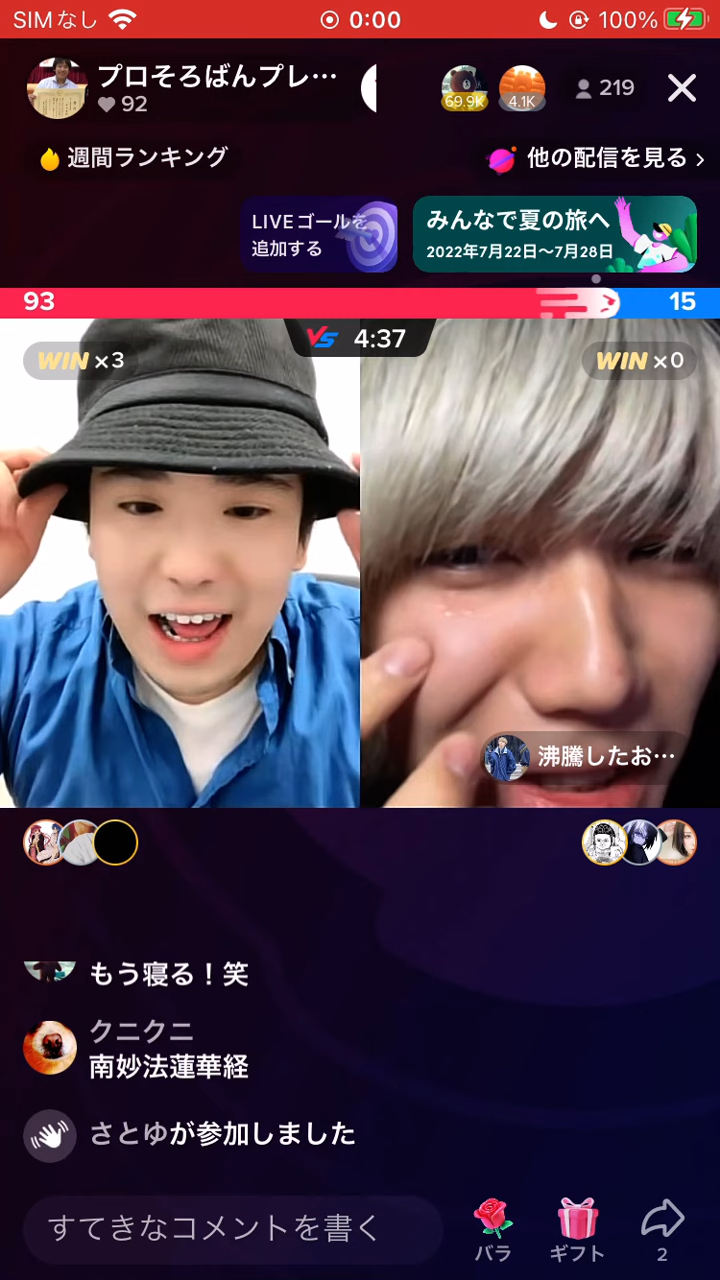 SIMなし
0:00
100%
プロそろばんプレ…
92
69.9K
4.1K
219
週間ランキング
他の配信を見る
LIVEゴールを
追加する
みんなで夏の旅へ
2022年7月22日〜7月28日
93
15
VS 4:37
WIN ×3
WIN ×0
沸騰したお…
もう寝る！笑
クニクニ
南妙法蓮華経
さとゆが参加しました
すてきなコメントを書く
バラ
ギフト
2